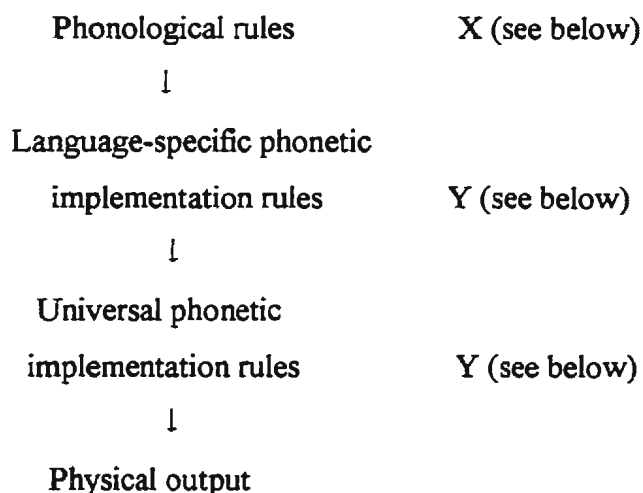 Phonological rules X (see below)
↓
Language-specific phonetic
implementation rules Y (see below)
↓
Universal phonetic
implementation rules Y (see below)
↓
Physical output